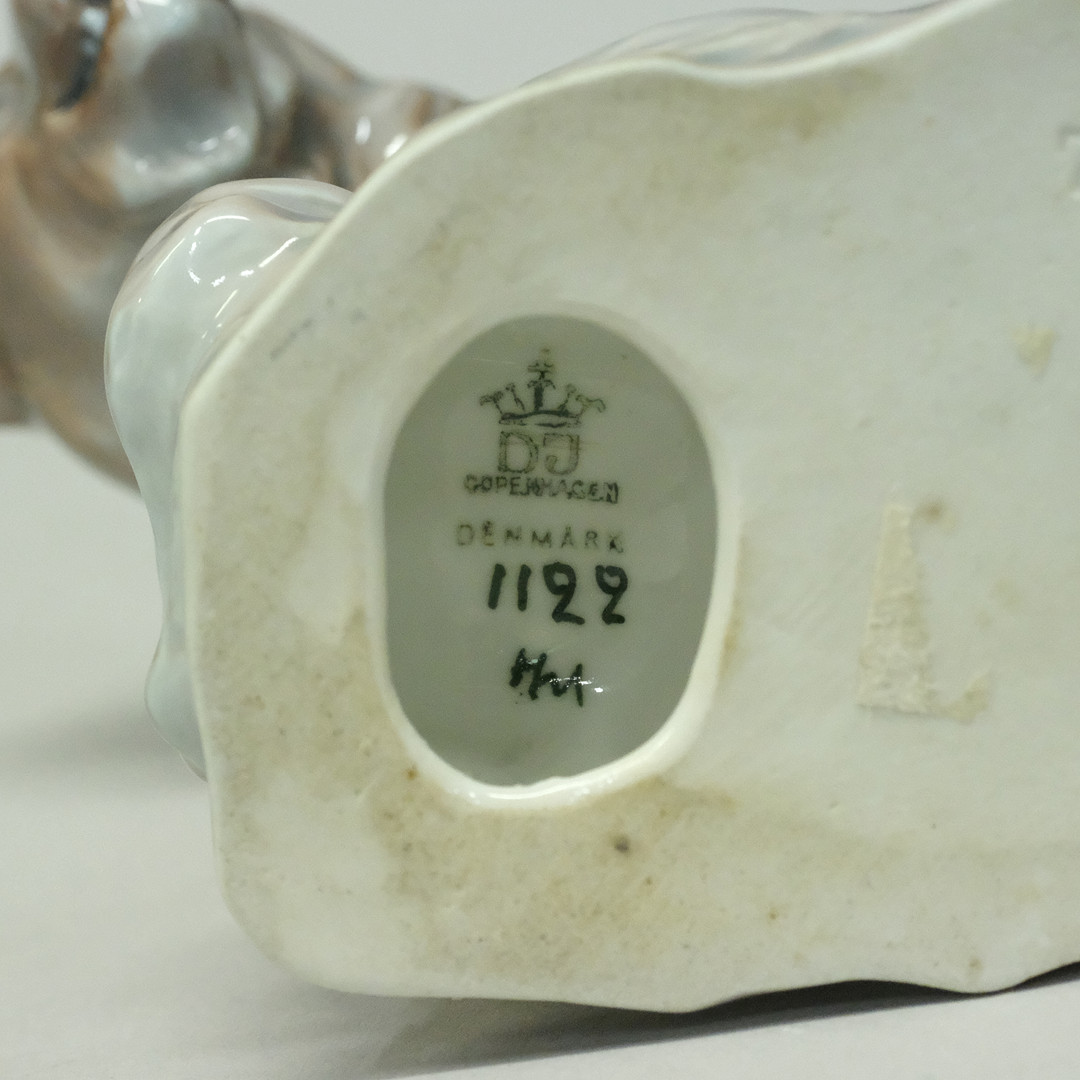 DJ
COPENHAGEN
DENMARK
1122